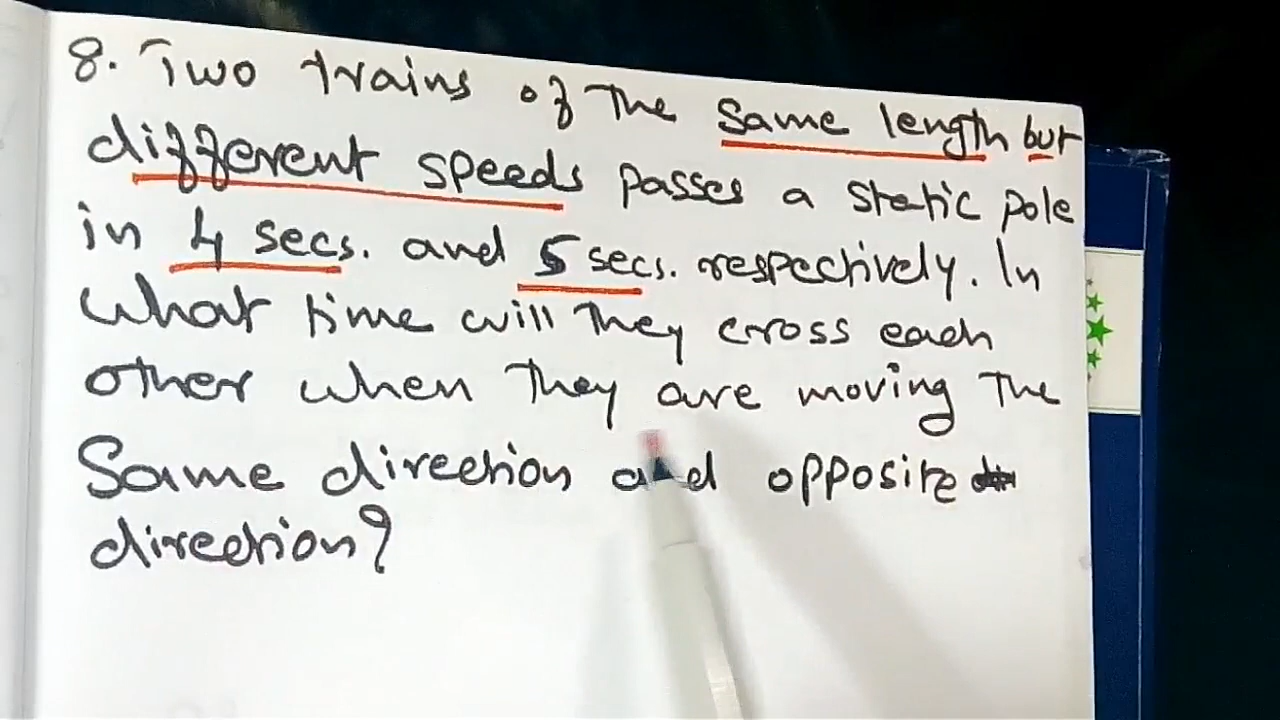 8. Two trains of The same length but
different speeds passes a static pole
in 4 secs. and 5 secs. respectively. In
what time will They cross each
other when They are moving The
Same direction and opposite
direction?